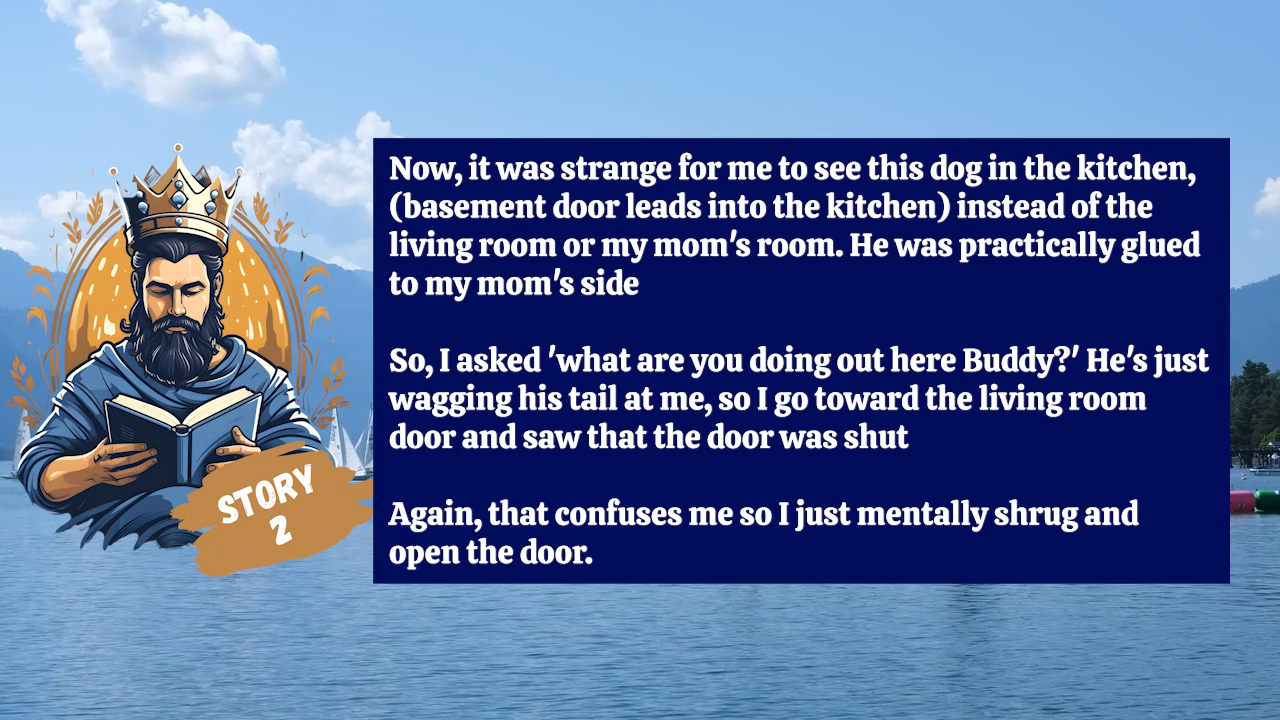 Now, it was strange for me to see this dog in the kitchen,
(basement door leads into the kitchen) instead of the
living room or my mom's room. He was practically glued
to my mom's side
So, I asked 'what are you doing out here Buddy?' He's just
wagging his tail at me, so I go toward the living room
door and saw that the door was shut
Again, that confuses me so I just mentally shrug and
open the door.
STORY
2